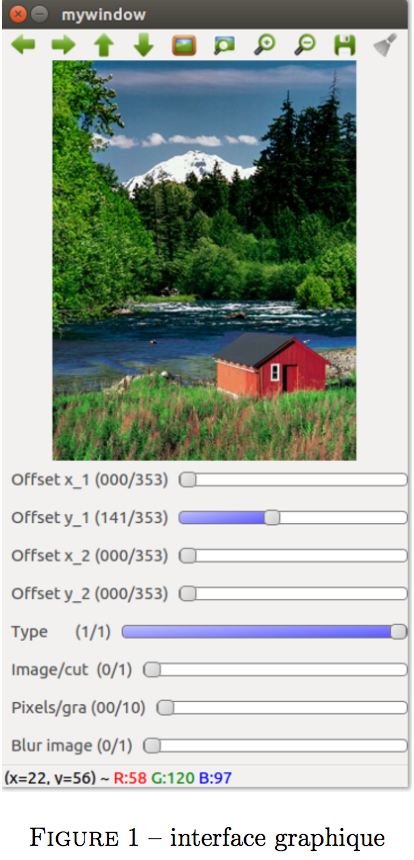 mywindow
Offset x_1 (000/353)
Offset y_1 (141/353)
Offset x_2 (000/353)
Offset y_2 (000/353)
Type (1/1)
Image/cut (0/1)
Pixels/gra (00/10)
Blur image (0/1)
(x=22, y=56) ~ R:58 G:120 B:97
FIGURE 1 – interface graphique